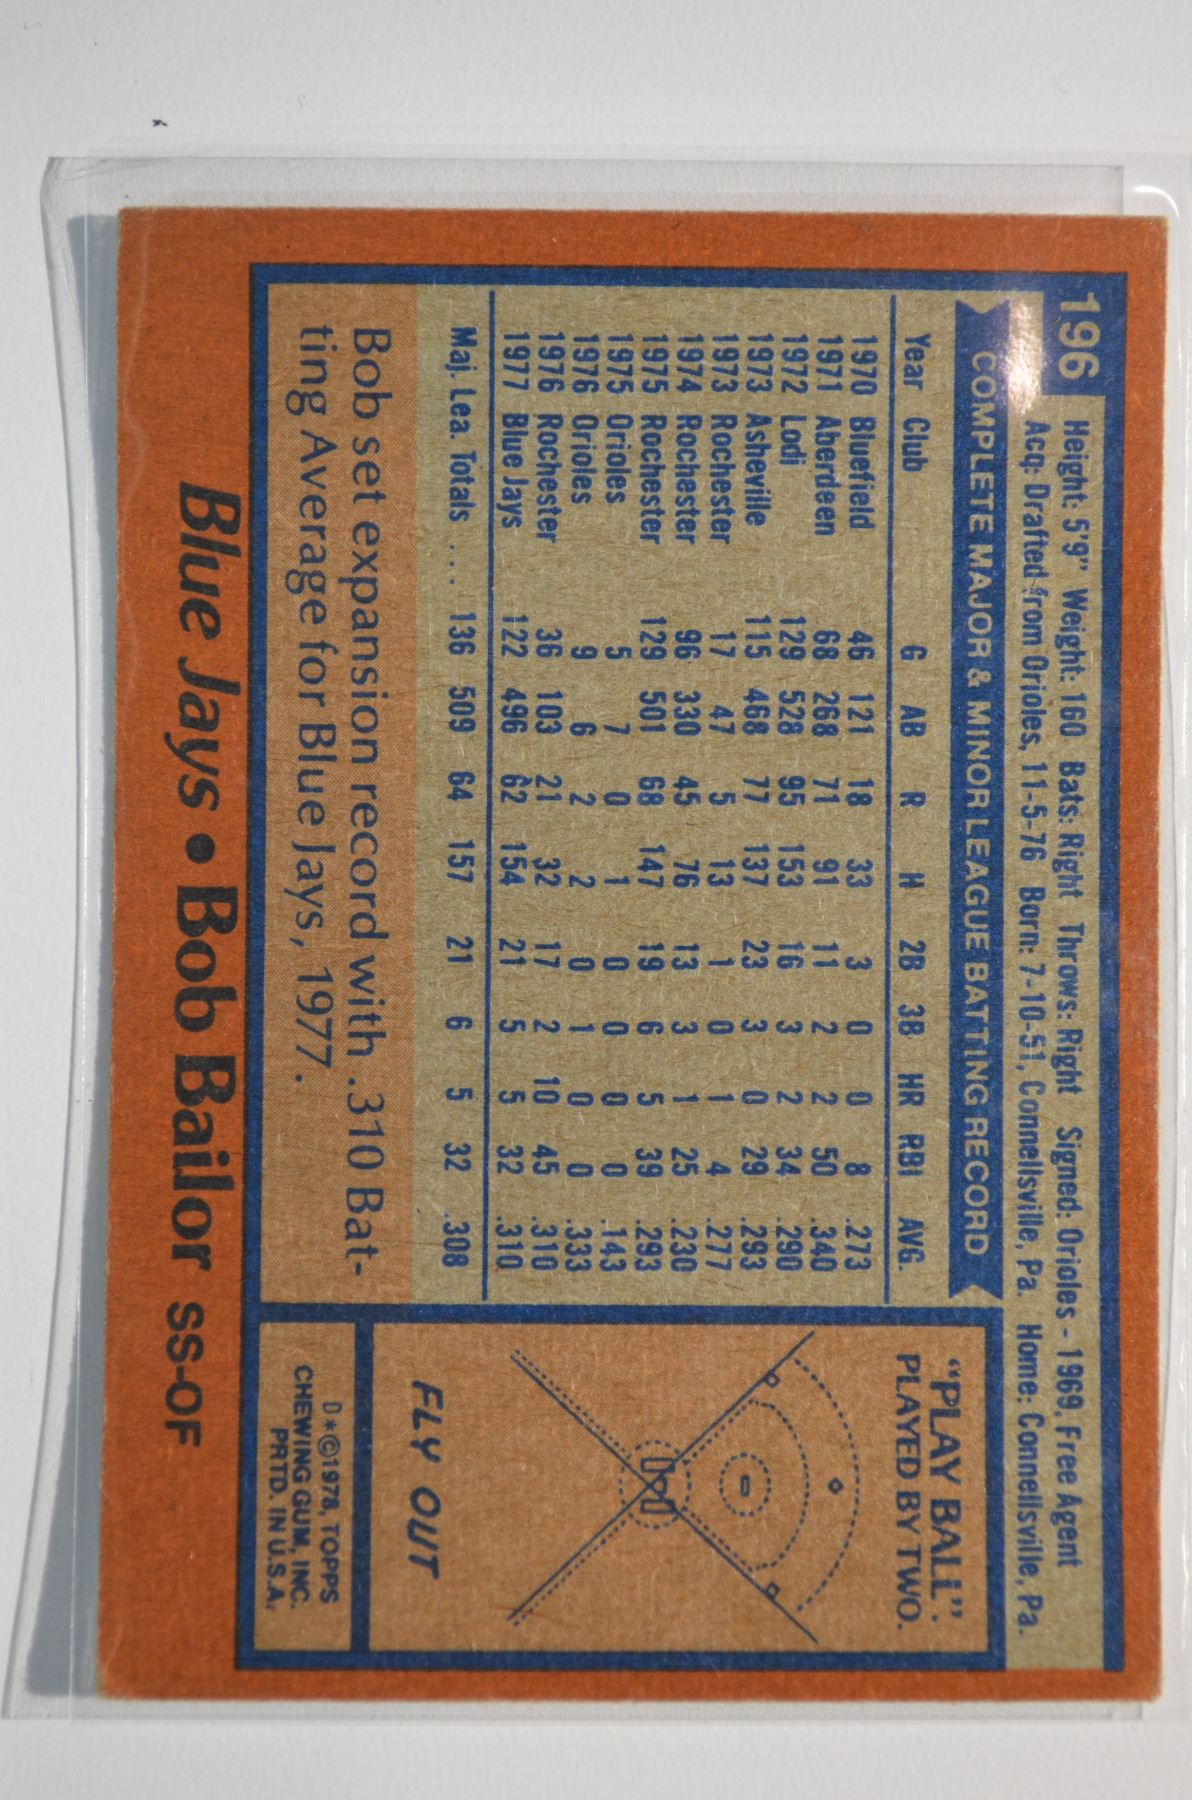 196
Height: 5'9" Weight: 160 Bats: Right Throws: Right Signed: Orioles - 1969, Free Agent
Acq: Drafted from Orioles, 11-5-76 Born: 7-10-51, Connellsville, Pa. Home: Connellsville, Pa.
COMPLETE MAJOR & MINOR LEAGUE BATTING RECORD
Year Club G AB R H 2B 3B HR RBI AVG.
1970 Bluefield 46 121 18 33 3 0 0 8 .273
1971 Aberdeen 68 268 71 91 11 2 2 50 .340
1972 Lodi 129 528 95 153 16 3 2 34 .290
1973 Asheville 115 468 77 137 23 3 0 29 .293
1973 Rochester 17 47 5 13 1 0 1 4 .277
1974 Rochester 96 330 45 76 13 3 1 25 .230
1975 Rochester 129 501 68 147 19 6 5 39 .293
1975 Orioles 5 7 0 1 0 0 0 0 .143
1976 Orioles 9 6 2 2 0 1 0 0 .333
1976 Rochester 36 103 21 32 17 2 10 45 .310
1977 Blue Jays 122 496 62 154 21 5 5 32 .310
Maj. Lea. Totals .... 136 509 64 157 21 6 5 32 .308
Bob set expansion record with .310 Bat-
ting Average for Blue Jays, 1977.
"PLAY BALL".
PLAYED BY TWO.
FLY OUT
D*©1978, TOPPS
CHEWING GUM, INC.
PRTD. IN U.S.A.
Blue Jays • Bob Bailor SS-OF